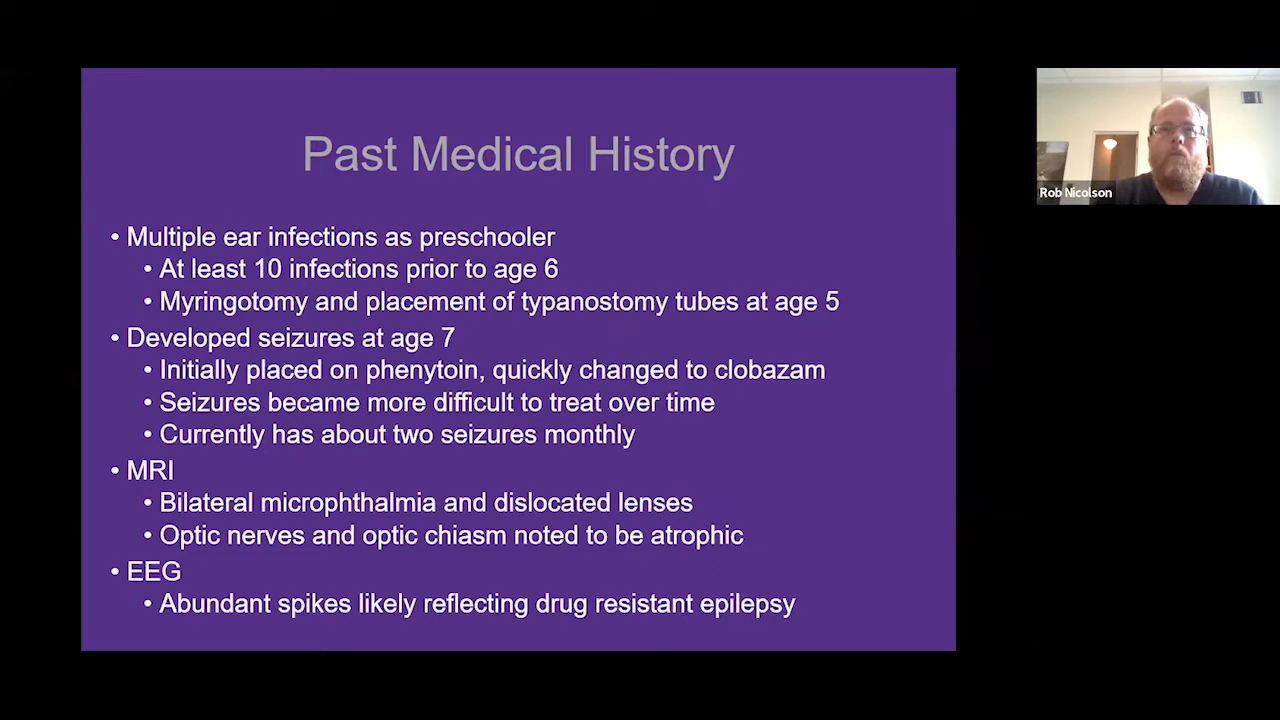 Past Medical History
• Multiple ear infections as preschooler
• At least 10 infections prior to age 6
• Myringotomy and placement of typanostomy tubes at age 5
• Developed seizures at age 7
• Initially placed on phenytoin, quickly changed to clobazam
• Seizures became more difficult to treat over time
• Currently has about two seizures monthly
• MRI
• Bilateral microphthalmia and dislocated lenses
• Optic nerves and optic chiasm noted to be atrophic
• EEG
• Abundant spikes likely reflecting drug resistant epilepsy
Rob Nicolson